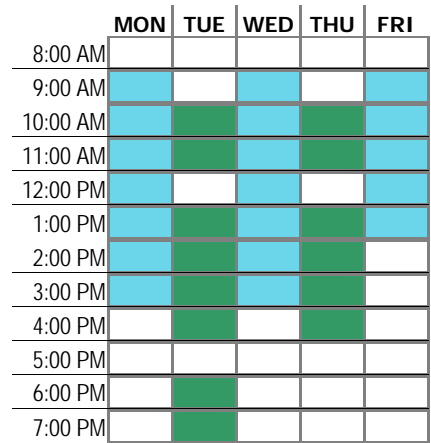 MON TUE WED THU FRI
8:00 AM
9:00 AM
10:00 AM
11:00 AM
12:00 PM
1:00 PM
2:00 PM
3:00 PM
4:00 PM
5:00 PM
6:00 PM
7:00 PM